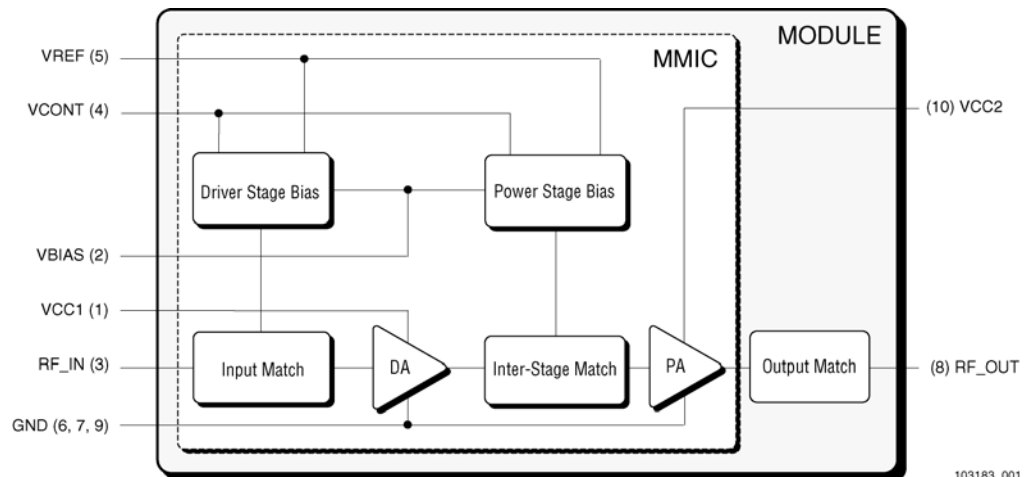 MODULE
MMIC
VREF (5)
VCONT (4)
(10) VCC2
Driver Stage Bias
Power Stage Bias
VBIAS (2)
VCC1 (1)
RF_IN (3)
Input Match
DA
Inter-Stage Match
PA
Output Match
(8) RF_OUT
GND (6, 7, 9)
103183_001